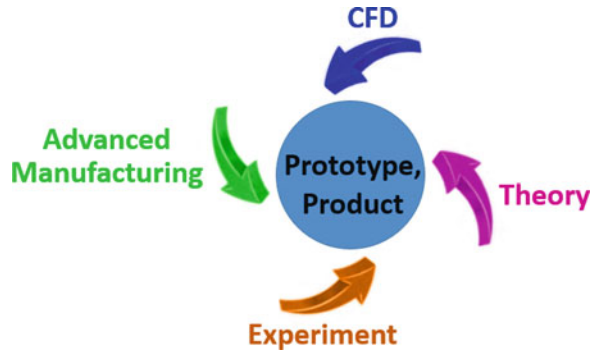 CFD
Advanced
Manufacturing
Prototype,
Product
Theory
Experiment